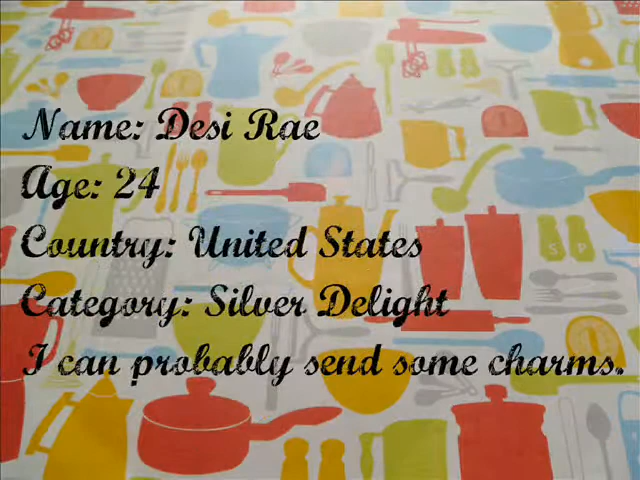 Name: Desi Rae
Age: 24
Country: United States
Category: Silver Delight
I can probably send some charms.
S P